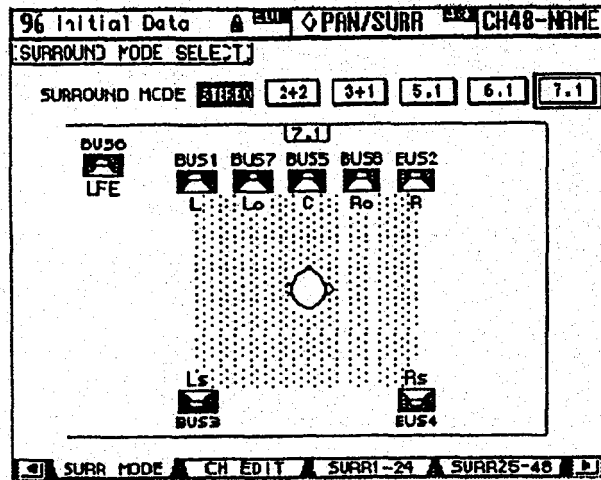 96 Initial Data PAN/SURR CH48-NAME
SURROUND MODE SELECT
SURROUND MODE STEREO 2+2 3+1 5.1 6.1 7.1
7.1
BUS6 BUS1 BUS7 BUS5 BUS8 BUS2
LFE L Lo C Ro R
Ls Rs
BUS3 BUS4
SURR MODE CH EDIT SURR1-24 SURR25-48